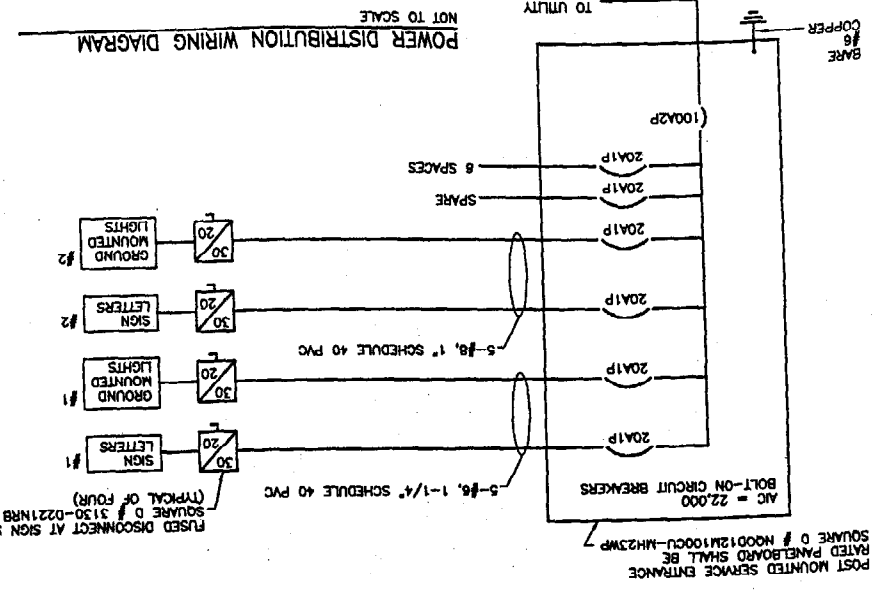 POST MOUNTED SERVICE ENTRANCE
RATED PANELBOARD SHALL BE
SQUARE D # NQOD12M100CU-MH23WP
AIC = 22,000
BOLT-ON CIRCUIT BREAKERS
FUSED DISCONNECT AT SIGN
SQUARE D # 3130-D221NRB
(TYPICAL OF FOUR)
20A1P
5-#6, 1-1/4" SCHEDULE 40 PVC
30
20
SIGN
LETTERS
#1
20A1P
30
20
GROUND
MOUNTED
LIGHTS
#1
5-#8, 1" SCHEDULE 40 PVC
20A1P
30
20
SIGN
LETTERS
#2
20A1P
30
20
GROUND
MOUNTED
LIGHTS
#2
20A1P
SPARE
20A1P
6 SPACES
100A2P
BARE
#6
COPPER
TO UTILITY
POWER DISTRIBUTION WIRING DIAGRAM
NOT TO SCALE